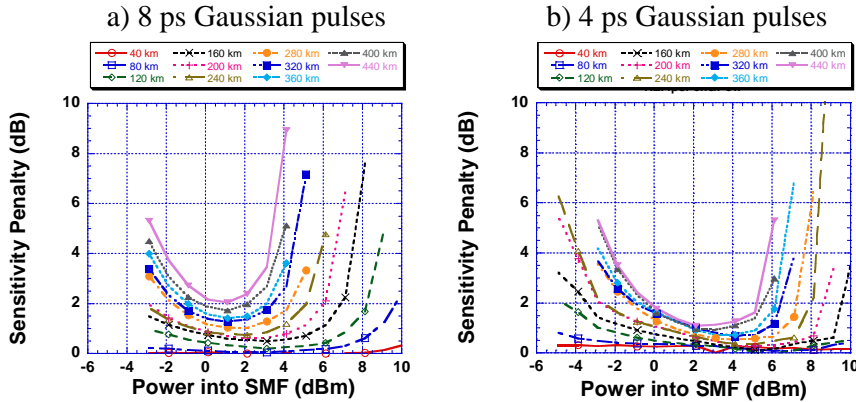 a) 8 ps Gaussian pulses
40 km 160 km 280 km 400 km
80 km 200 km 320 km 440 km
120 km 240 km 360 km
Sensitivity Penalty (dB)
10
8
6
4
2
0
-6 -4 -2 0 2 4 6 8 10
Power into SMF (dBm)
b) 4 ps Gaussian pulses
40 km 160 km 280 km 400 km
80 km 200 km 320 km 440 km
120 km 240 km 360 km
Sensitivity Penalty (dB)
10
8
6
4
2
0
-6 -4 -2 0 2 4 6 8 10
Power into SMF (dBm)